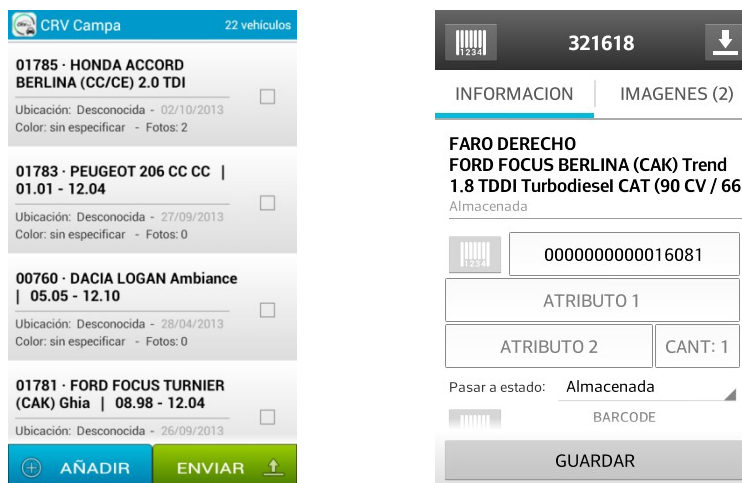 CRV Campa 22 vehículos
01785 · HONDA ACCORD
BERLINA (CC/CE) 2.0 TDI
Ubicación: Desconocida - 02/10/2013
Color: sin especificar - Fotos: 2
01783 · PEUGEOT 206 CC CC |
01.01 - 12.04
Ubicación: Desconocida - 27/09/2013
Color: sin especificar - Fotos: 0
00760 · DACIA LOGAN Ambiance
| 05.05 - 12.10
Ubicación: Desconocida - 28/04/2013
Color: sin especificar - Fotos: 0
01781 · FORD FOCUS TURNIER
(CAK) Ghia | 08.98 - 12.04
Ubicación: Desconocida - 26/09/2013
AÑADIR ENVIAR
1234 321618
INFORMACION IMAGENES (2)
FARO DERECHO
FORD FOCUS BERLINA (CAK) Trend
1.8 TDDI Turbodiesel CAT (90 CV / 66
Almacenada
1234 0000000000016081
ATRIBUTO 1
ATRIBUTO 2 CANT: 1
Pasar a estado: Almacenada
BARCODE
GUARDAR